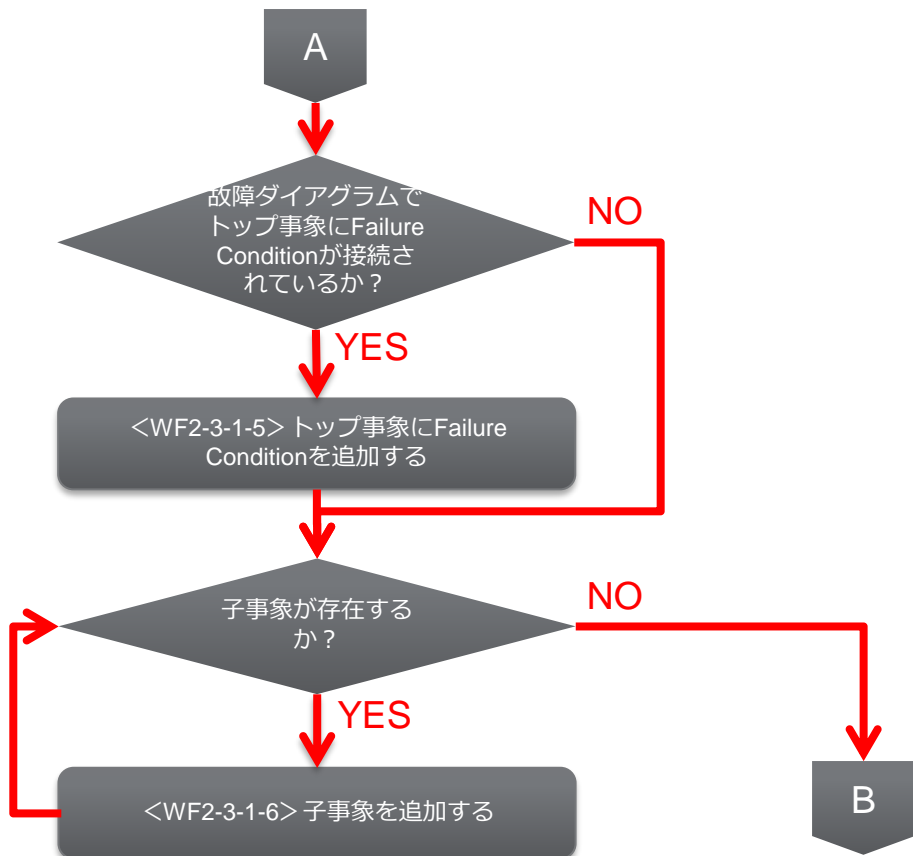 A
故障ダイアグラムで
トップ事象にFailure
Conditionが接続さ
れているか？
NO
YES
＜WF2-3-1-5＞トップ事象にFailure
Conditionを追加する
子事象が存在する
か？
NO
YES
＜WF2-3-1-6＞子事象を追加する
B